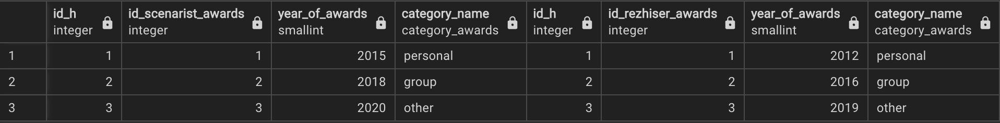 id_h id_scenarist_awards year_of_awards category_name id_h id_rezhiser_awards year_of_awards category_name
integer integer smallint category_awards integer integer smallint category_awards
1 1 1 2015 personal 1 1 2012 personal
2 2 2 2018 group 2 2 2016 group
3 3 3 2020 other 3 3 2019 other